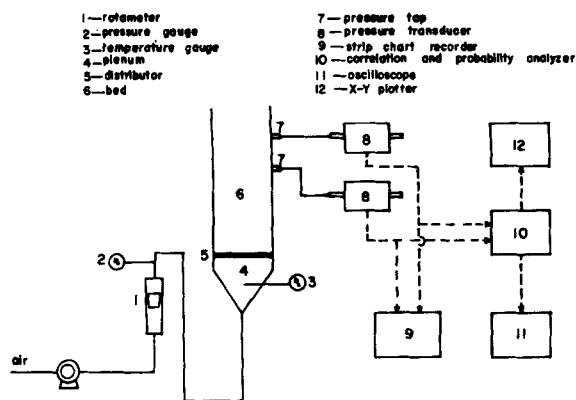 1—rotameter
2—pressure gauge
3—temperature gauge
4—plenum
5—distributor
6—bed
7—pressure tap
8—pressure transducer
9—strip chart recorder
10—correlation and probability analyzer
11—oscilloscope
12—X-Y plotter
7
8
12
7
6
8
10
5
4
2
3
1
9
11
air